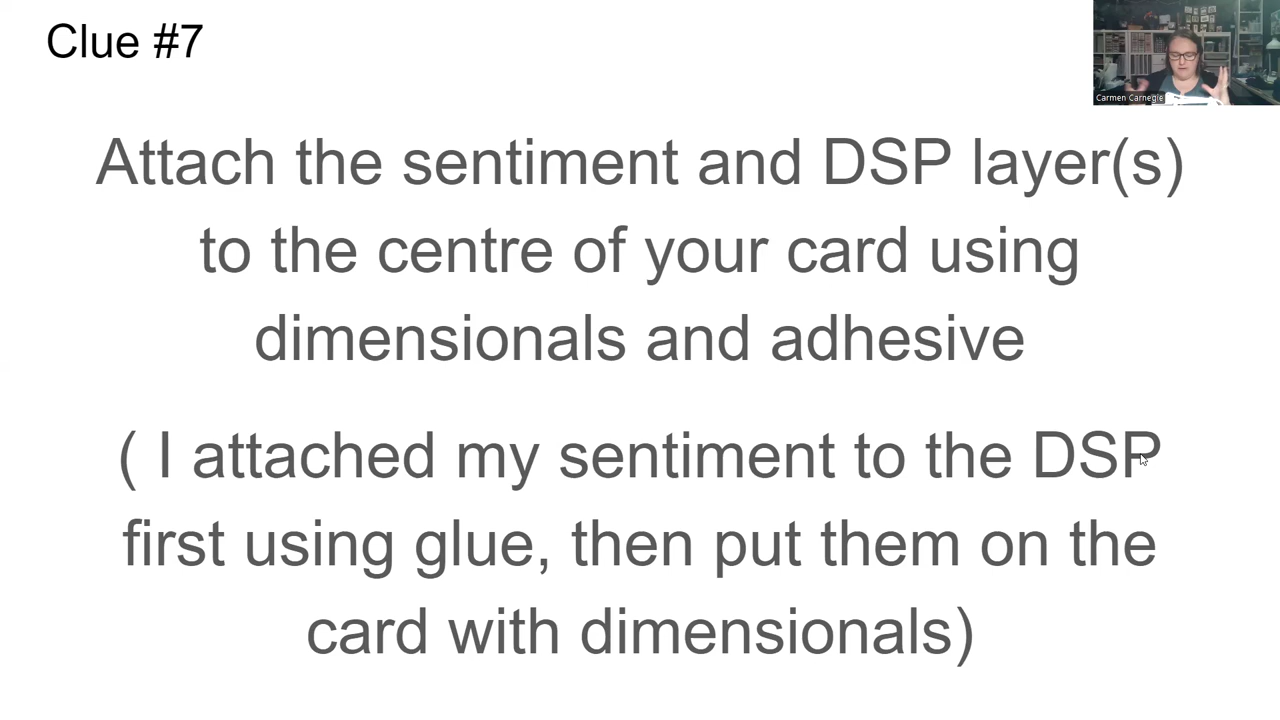 Clue #7
Carmen Carnegie
Attach the sentiment and DSP layer(s)
to the centre of your card using
dimensionals and adhesive
( I attached my sentiment to the DSP
first using glue, then put them on the
card with dimensionals)